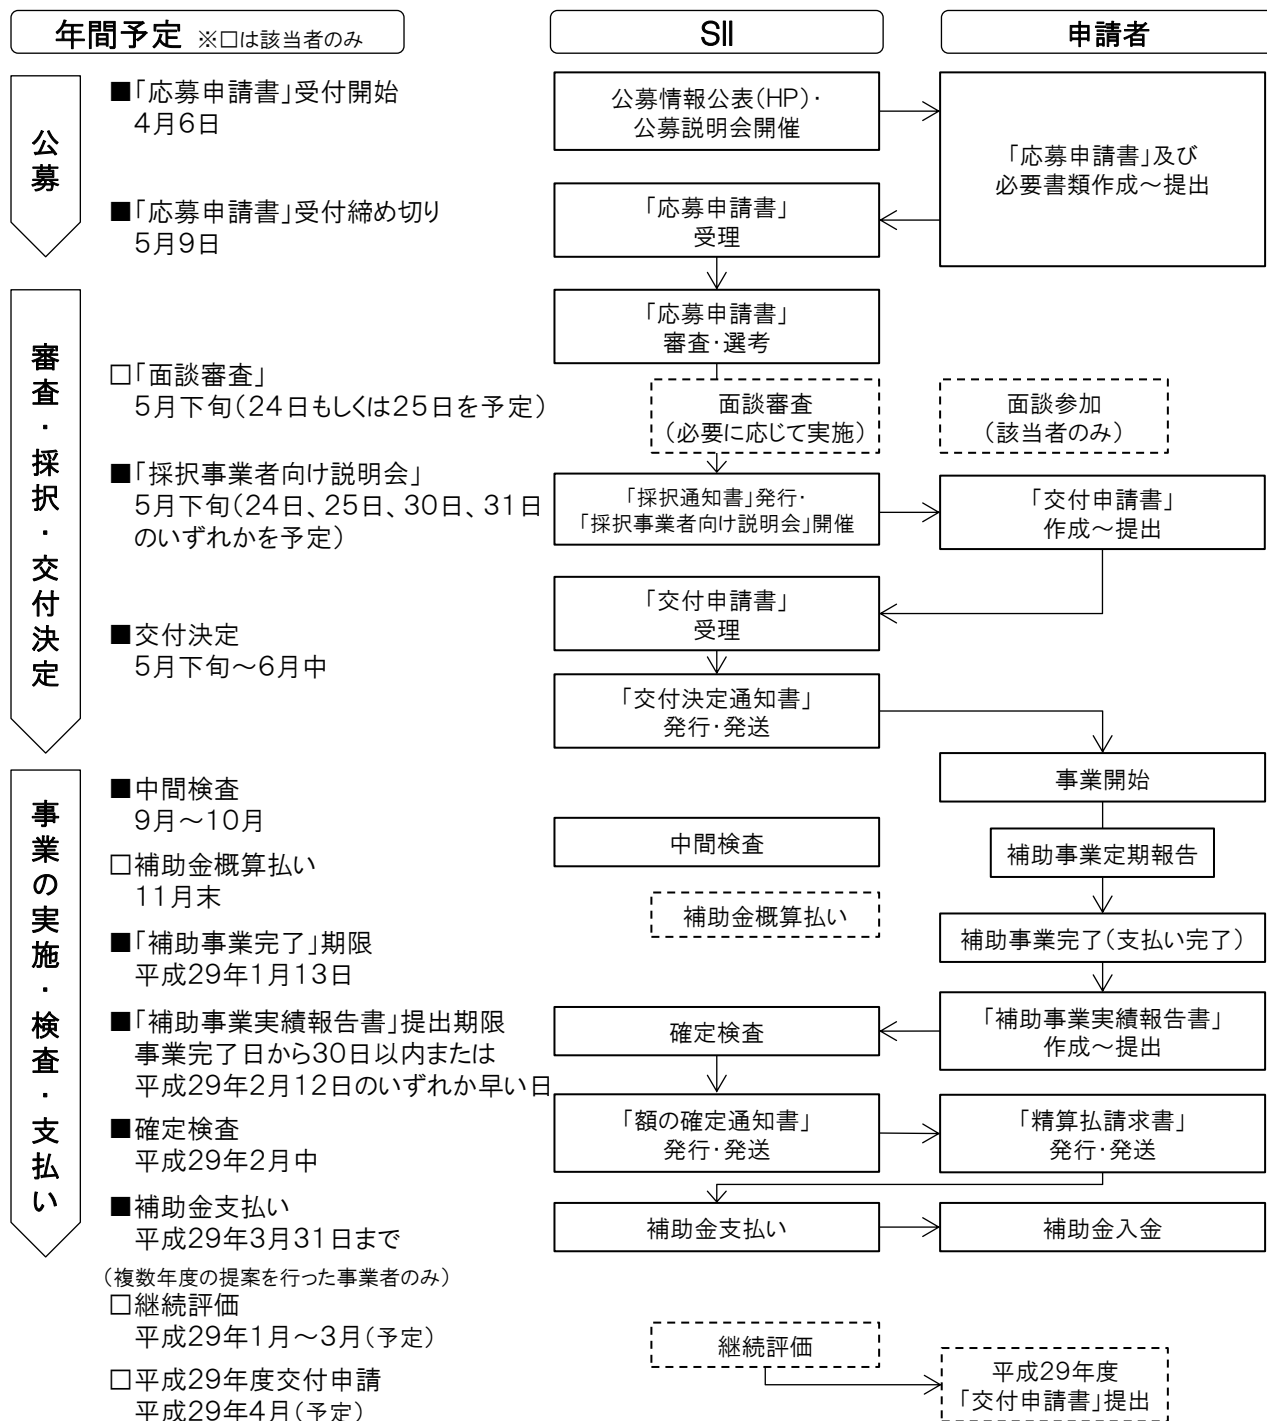 年間予定 ※□は該当者のみ
SII
申請者
公募
■「応募申請書」受付開始
4月6日
■「応募申請書」受付締め切り
5月9日
公募情報公表(HP)・
公募説明会開催
「応募申請書」及び
必要書類作成～提出
「応募申請書」
受理
審査・採択・交付決定
□「面談審査」
5月下旬(24日もしくは25日を予定)
■「採択事業者向け説明会」
5月下旬(24日、25日、30日、31日
のいずれかを予定)
■交付決定
5月下旬～6月中
「応募申請書」
審査・選考
面談審査
(必要に応じて実施)
面談参加
(該当者のみ)
「採択通知書」発行・
「採択事業者向け説明会」開催
「交付申請書」
作成～提出
「交付申請書」
受理
「交付決定通知書」
発行・発送
事業の実施・検査・支払い
■中間検査
9月～10月
□補助金概算払い
11月末
■「補助事業完了」期限
平成29年1月13日
■「補助事業実績報告書」提出期限
事業完了日から30日以内または
平成29年2月12日のいずれか早い日
■確定検査
平成29年2月中
■補助金支払い
平成29年3月31日まで
(複数年度の提案を行った事業者のみ)
□継続評価
平成29年1月～3月(予定)
□平成29年度交付申請
平成29年4月(予定)
事業開始
中間検査
補助事業定期報告
補助金概算払い
補助事業完了(支払い完了)
確定検査
「補助事業実績報告書」
作成～提出
「額の確定通知書」
発行・発送
「精算払請求書」
発行・発送
補助金支払い
補助金入金
継続評価
平成29年度
「交付申請書」提出